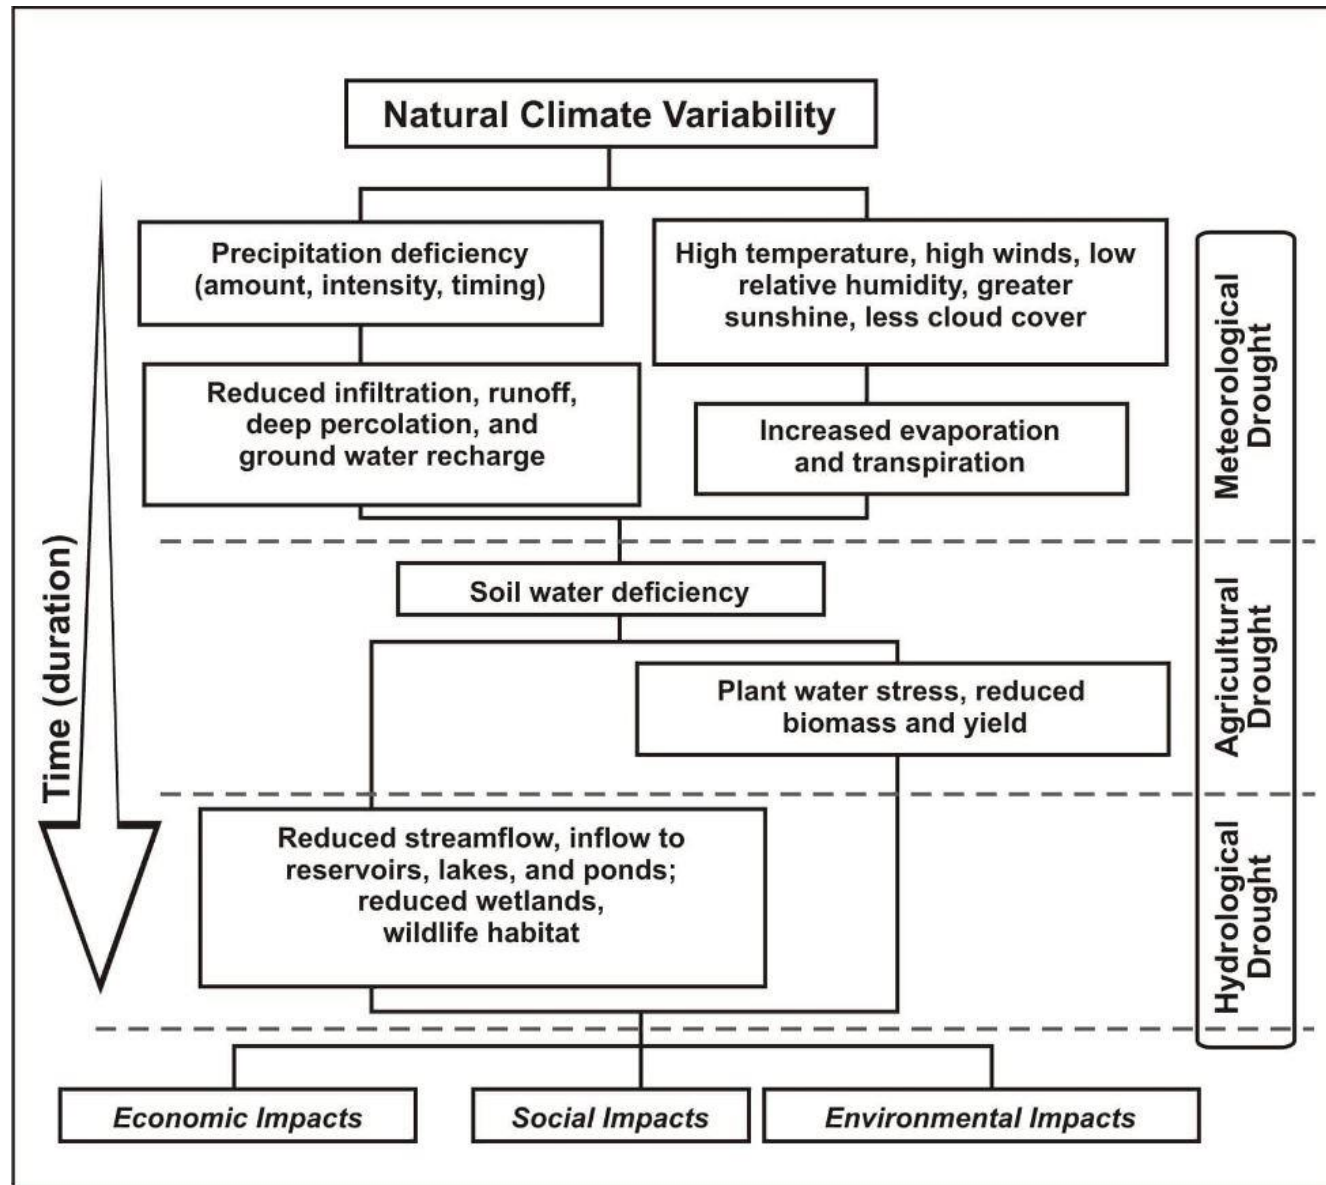 Natural Climate Variability
Precipitation deficiency
(amount, intensity, timing)
High temperature, high winds, low
relative humidity, greater
sunshine, less cloud cover
Reduced infiltration, runoff,
deep percolation, and
ground water recharge
Increased evaporation
and transpiration
Meteorological
Drought
Time (duration)
Soil water deficiency
Plant water stress, reduced
biomass and yield
Agricultural
Drought
Reduced streamflow, inflow to
reservoirs, lakes, and ponds;
reduced wetlands,
wildlife habitat
Hydrological
Drought
Economic Impacts
Social Impacts
Environmental Impacts